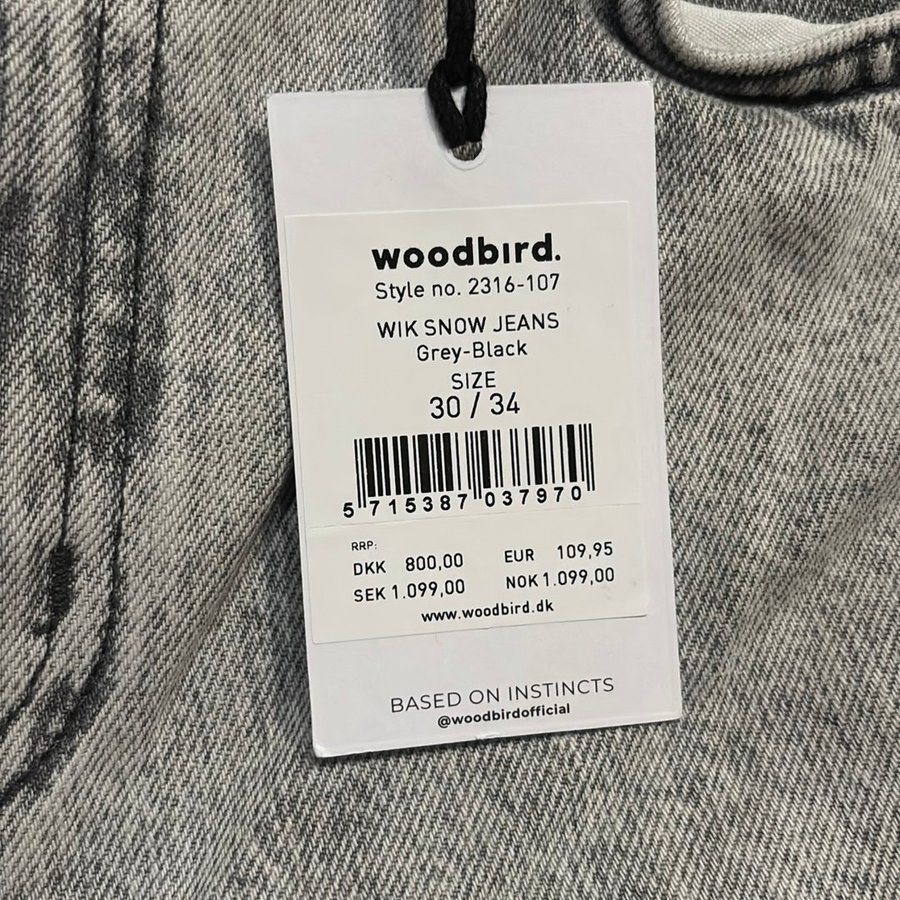 woodbird.
Style no. 2316-107
WIK SNOW JEANS
Grey-Black
SIZE
30 / 34
5 715387 037970
RRP:
DKK 800,00 EUR 109,95
SEK 1.099,00 NOK 1.099,00
www.woodbird.dk
BASED ON INSTINCTS
@woodbirdofficial